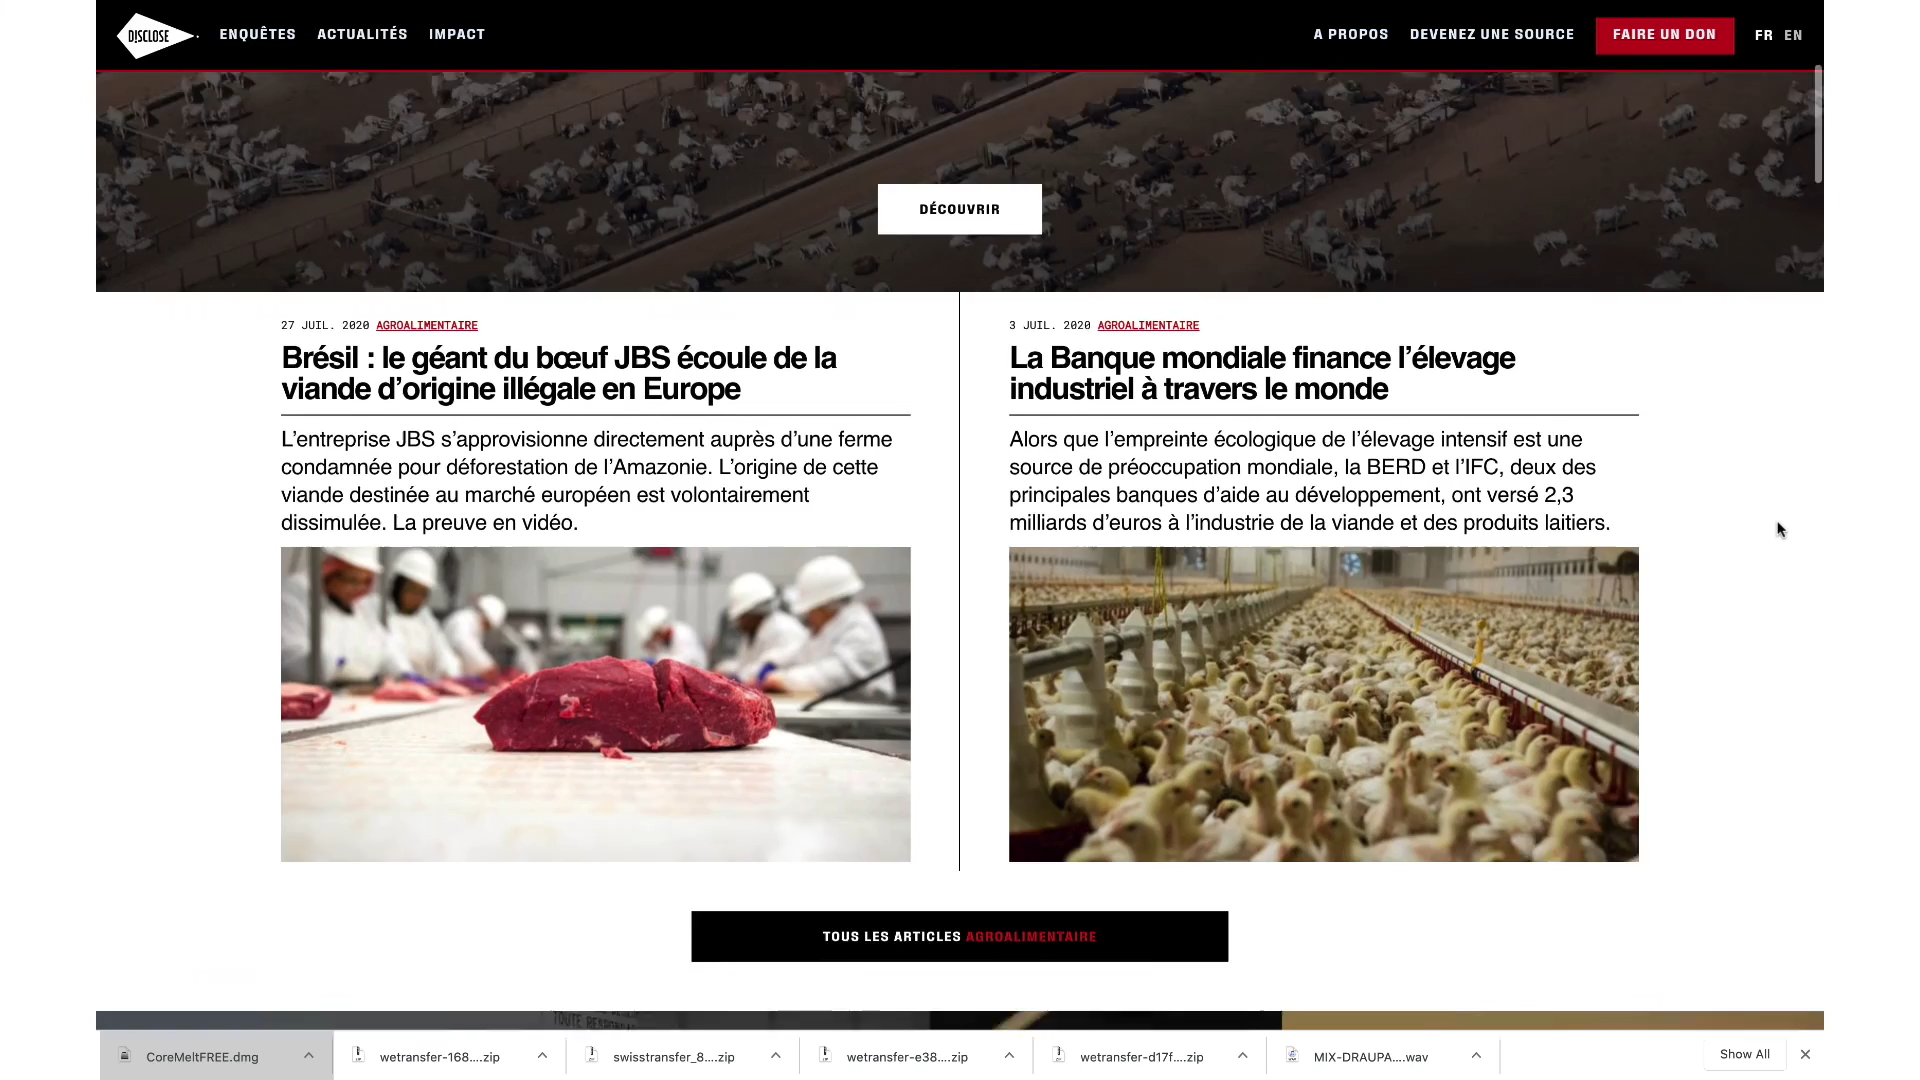 DISCLOSE
ENQUÊTES ACTUALITÉS IMPACT
A PROPOS DEVENEZ UNE SOURCE FAIRE UN DON FR EN
DÉCOUVRIR
27 JUIL. 2020 AGROALIMENTAIRE
Brésil : le géant du bœuf JBS écoule de la
viande d’origine illégale en Europe
L’entreprise JBS s’approvisionne directement auprès d’une ferme
condamnée pour déforestation de l’Amazonie. L’origine de cette
viande destinée au marché européen est volontairement
dissimulée. La preuve en vidéo.
3 JUIL. 2020 AGROALIMENTAIRE
La Banque mondiale finance l’élevage
industriel à travers le monde
Alors que l’empreinte écologique de l’élevage intensif est une
source de préoccupation mondiale, la BERD et l’IFC, deux des
principales banques d’aide au développement, ont versé 2,3
milliards d’euros à l’industrie de la viande et des produits laitiers.
TOUS LES ARTICLES AGROALIMENTAIRE
CoreMeltFREE.dmg wetransfer-168....zip swisstransfer_8....zip wetransfer-e38....zip wetransfer-d17f....zip MIX-DRAUPA....wav Show All